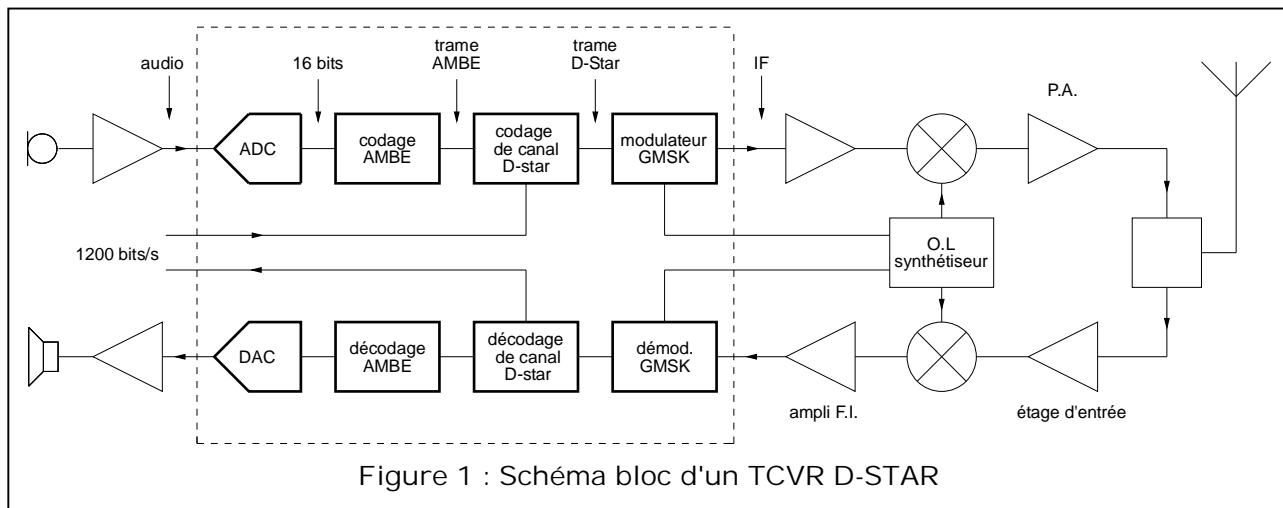 audio
16 bits
trame
AMBE
trame
D-Star
IF
P.A.
ADC
codage
AMBE
codage
de canal
D-star
modulateur
GMSK
1200 bits/s
O.L
synthétiseur
DAC
décodage
AMBE
décodage
de canal
D-star
démod.
GMSK
ampli F.I.
étage d'entrée
Figure 1 : Schéma bloc d'un TCVR D-STAR